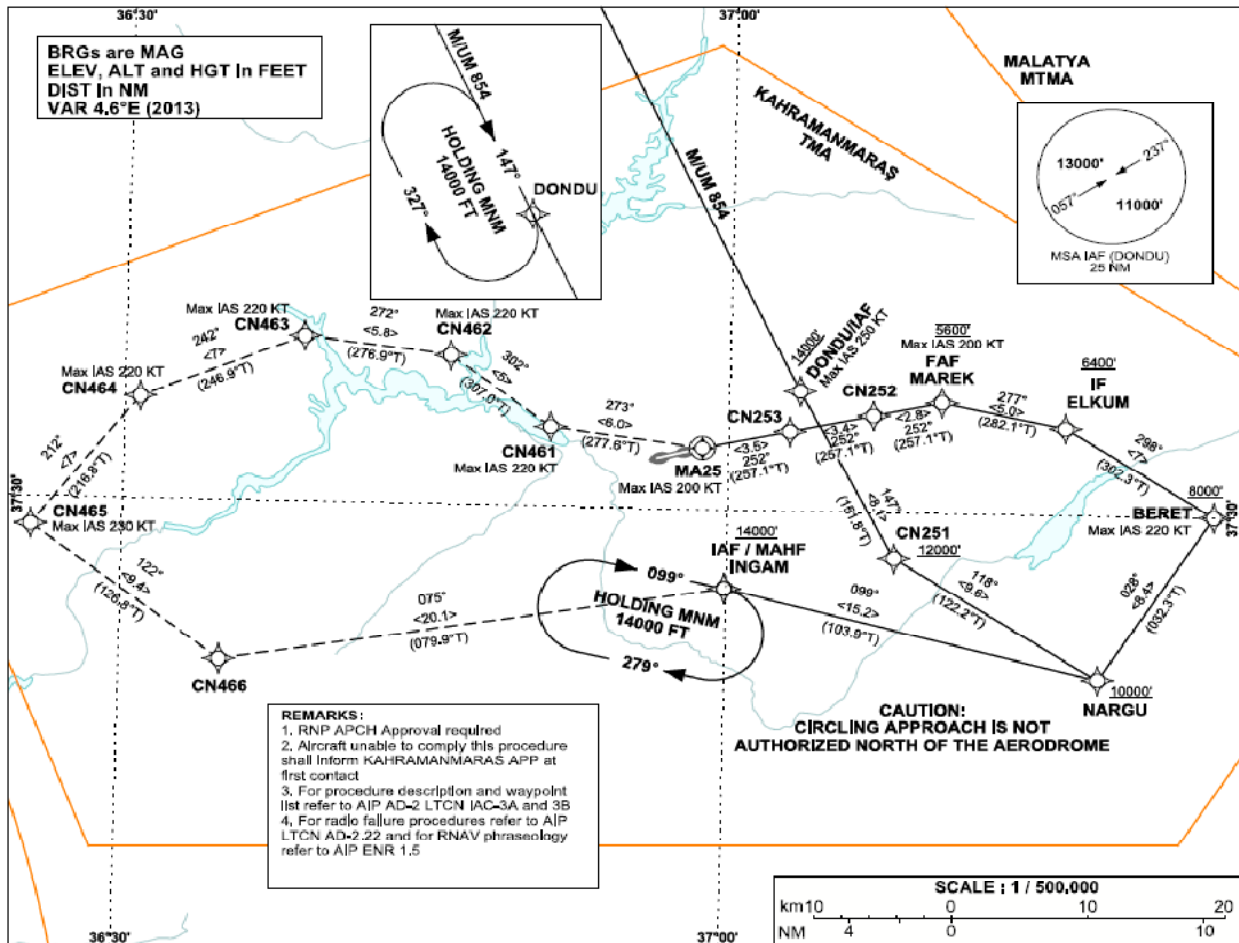 36°30'
37°00'
BRGs are MAG
ELEV, ALT and HGT in FEET
DIST in NM
VAR 4.6°E (2013)
M/UM 854
HOLDING MNM
14000 FT
147°
327°
DONDU
M/UM 854
KAHRAMANMARAŞ
TMA
MALATYA
MTMA
13000'
237°
057°
11000'
MSA IAF (DONDU)
25 NM
Max IAS 220 KT
CN463
272°
<5.8>
(276.9°T)
Max IAS 220 KT
CN462
242°
<7>
(246.9°T)
Max IAS 220 KT
CN464
302°
<5>
(307.0°T)
14000'
DONDU/IAF
Max IAS 250 KT
5600'
Max IAS 200 KT
FAF
MAREK
6400'
IF
ELKUM
277°
<5.0>
(282.1°T)
CN252
<2.8>
252°
(257.1°T)
CN253
<3.4>
252°
(257.1°T)
<3.5>
252°
(257.1°T)
MA25
Max IAS 200 KT
273°
<6.0>
(277.6°T)
CN461
Max IAS 220 KT
212°
<7>
(216.8°T)
298°
<7>
(302.3°T)
37°30'
CN465
Max IAS 230 KT
8000'
BERET
Max IAS 220 KT
37°30'
147°
<8.1>
(151.8°T)
CN251
12000'
14000'
IAF / MAHF
INGAM
122°
<9.4>
(126.8°T)
075°
<20.1>
(079.9°T)
099°
HOLDING MNM
14000 FT
279°
099°
<15.2>
(103.9°T)
118°
<9.6>
(122.2°T)
028°
<8.4>
(032.3°T)
CN466
10000'
NARGU
CAUTION:
CIRCLING APPROACH IS NOT
AUTHORIZED NORTH OF THE AERODROME
REMARKS:
1. RNP APCH Approval required
2. Aircraft unable to comply this procedure
shall inform KAHRAMANMARAS APP at
first contact
3. For procedure description and waypoint
list refer to AIP AD-2 LTCN IAC-3A and 3B
4. For radio failure procedures refer to AIP
LTCN AD-2.22 and for RNAV phraseology
refer to AIP ENR 1.5
SCALE : 1 / 500,000
km 10 0 10 20
NM 4 0 10
36°30'
37°00'